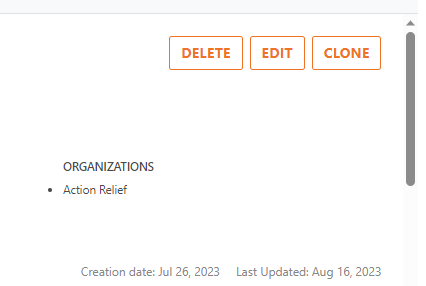 DELETE EDIT CLONE
ORGANIZATIONS
• Action Relief
Creation date: Jul 26, 2023 Last Updated: Aug 16, 2023